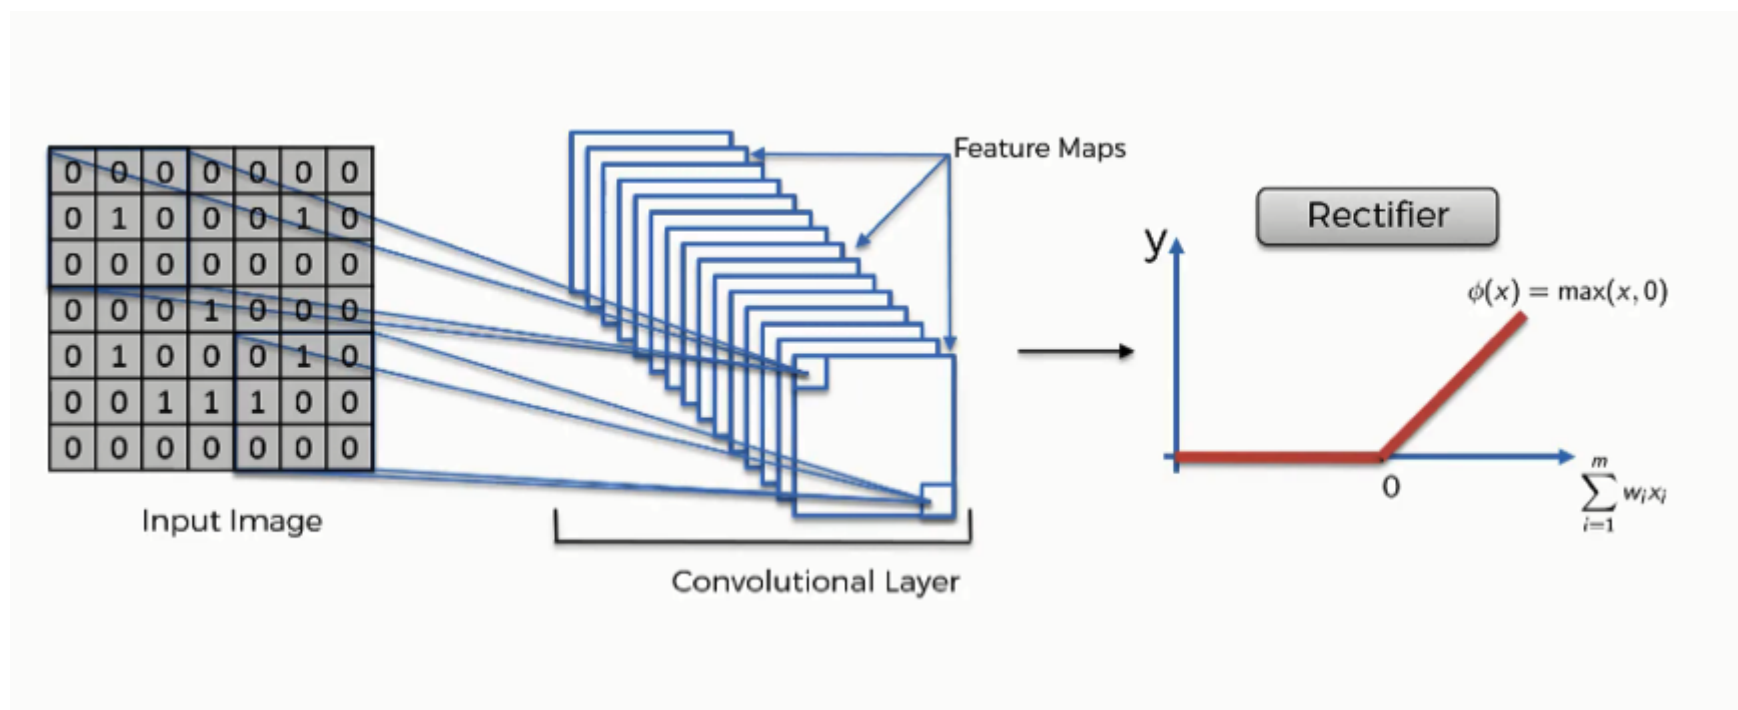 0 0 0 0 0 0 0
0 1 0 0 0 1 0
0 0 0 0 0 0 0
0 0 0 1 0 0 0
0 1 0 0 0 1 0
0 0 1 1 1 0 0
0 0 0 0 0 0 0
Input Image
Feature Maps
Convolutional Layer
Rectifier
y
ϕ(x) = max(x, 0)
0
m
∑ wᵢxᵢ
i=1